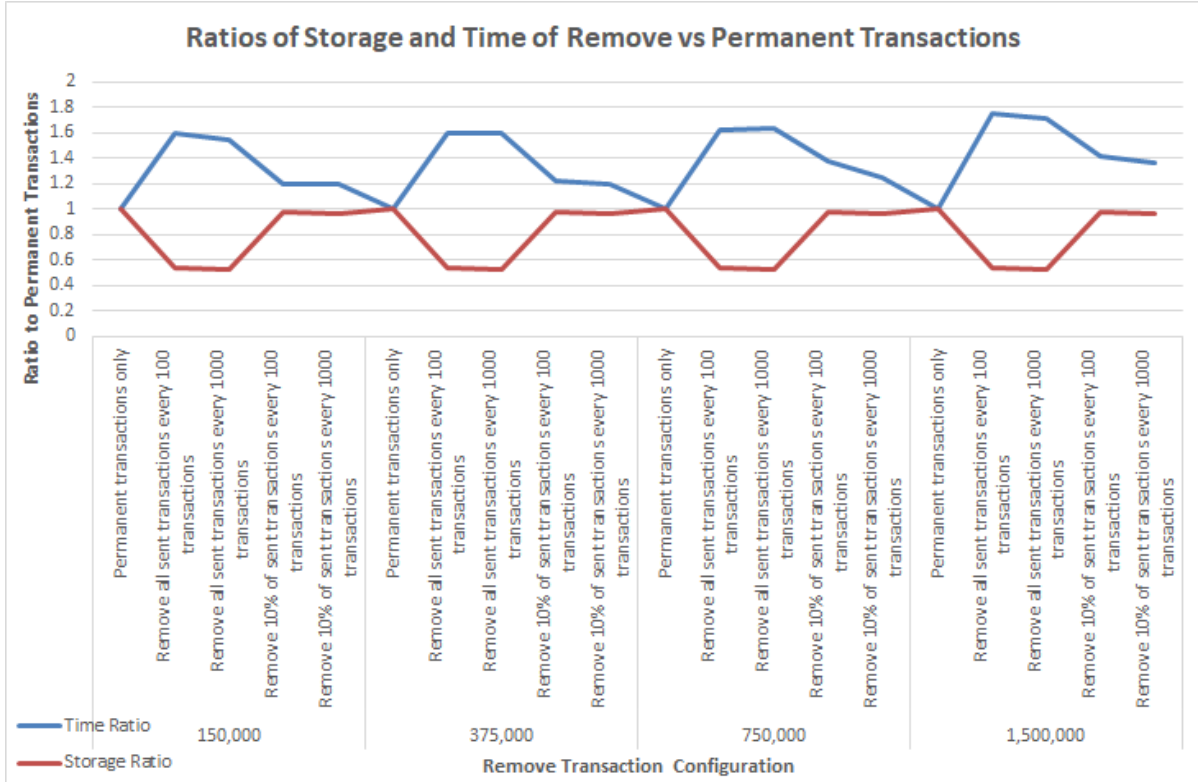 Ratios of Storage and Time of Remove vs Permanent Transactions
Ratio to Permanent Transactions
2
1.8
1.6
1.4
1.2
1
0.8
0.6
0.4
0.2
0
Permanent transactions only
Remove all sent transactions every 100
transactions
Remove all sent transactions every 1000
transactions
Remove 10% of sent transactions every 100
transactions
Remove 10% of sent transactions every 1000
transactions
Permanent transactions only
Remove all sent transactions every 100
transactions
Remove all sent transactions every 1000
transactions
Remove 10% of sent transactions every 100
transactions
Remove 10% of sent transactions every 1000
transactions
Permanent transactions only
Remove all sent transactions every 100
transactions
Remove all sent transactions every 1000
transactions
Remove 10% of sent transactions every 100
transactions
Remove 10% of sent transactions every 1000
transactions
Permanent transactions only
Remove all sent transactions every 100
transactions
Remove all sent transactions every 1000
transactions
Remove 10% of sent transactions every 100
transactions
Remove 10% of sent transactions every 1000
transactions
150,000
375,000
750,000
1,500,000
Time Ratio
Storage Ratio
Remove Transaction Configuration